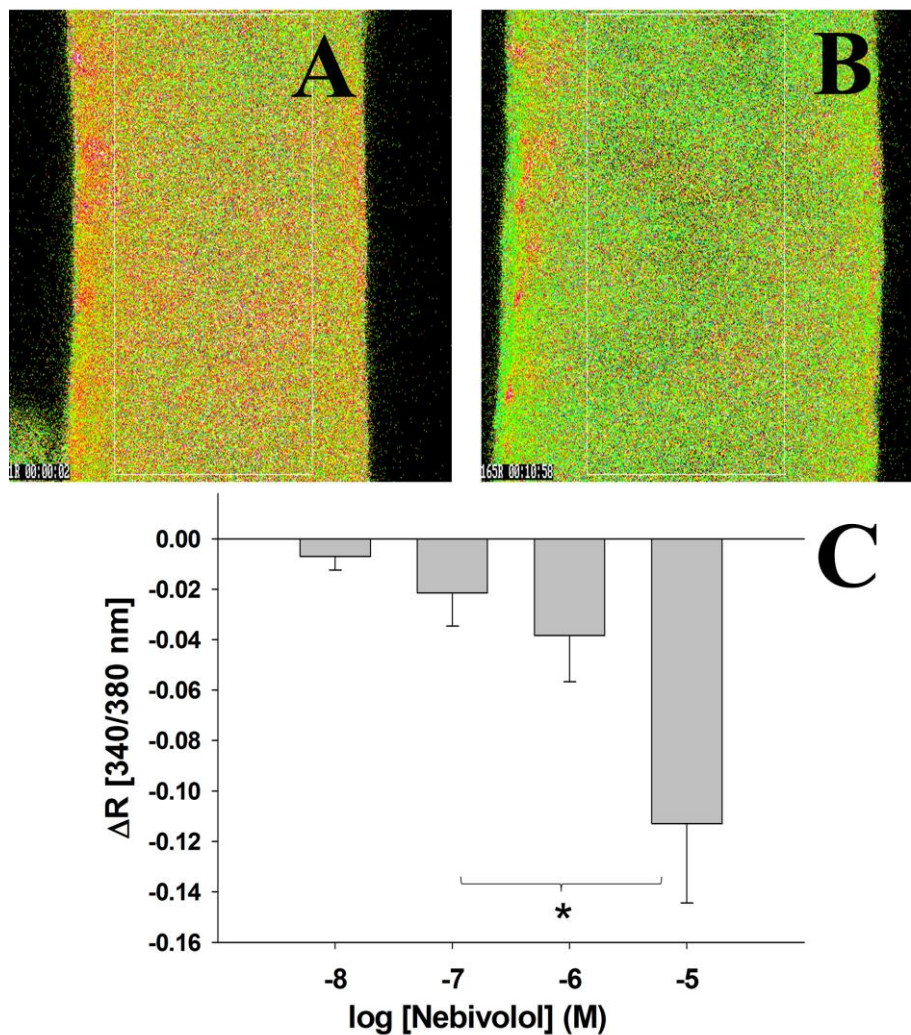 A
B
1R 00:00:02
165R 00:10:58
C
0.00
-0.02
-0.04
-0.06
-0.08
-0.10
-0.12
-0.14
-0.16
ΔR [340/380 nm]
*
-8 -7 -6 -5
log [Nebivolol] (M)